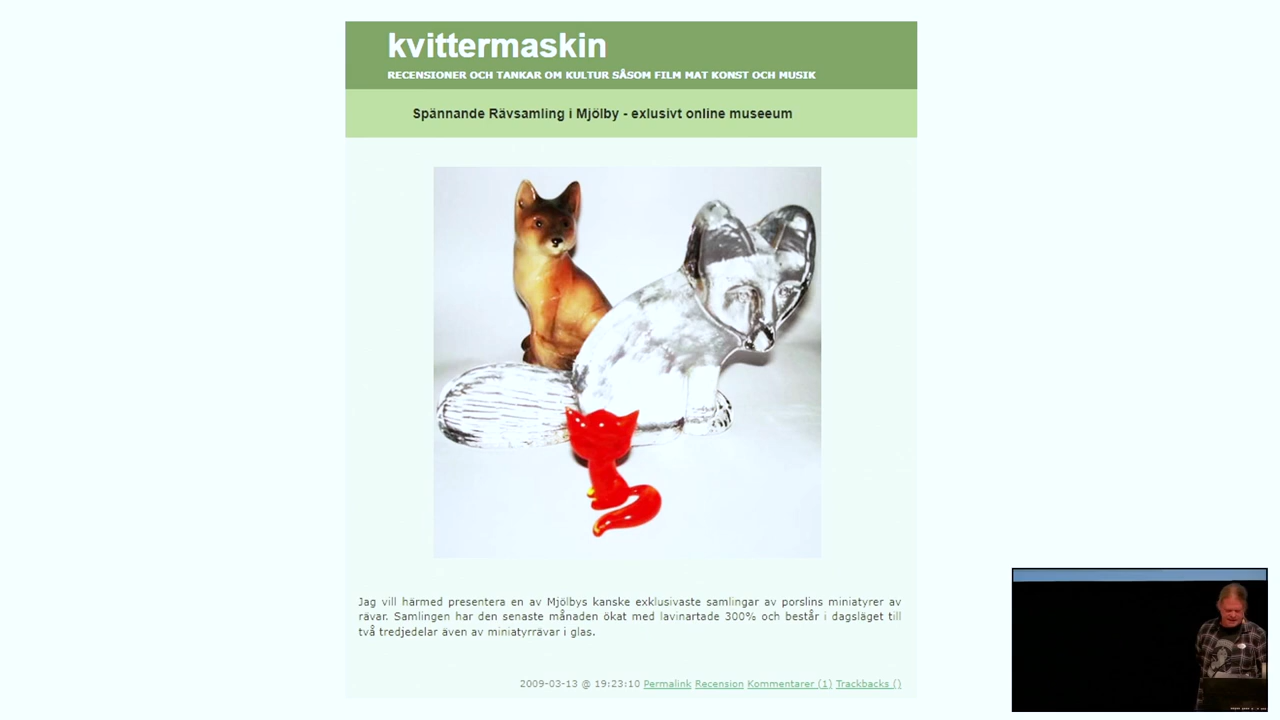 kvittermaskin
RECENSIONER OCH TANKAR OM KULTUR SÅSOM FILM MAT KONST OCH MUSIK
Spännande Rävsamling i Mjölby - exlusivt online museeum
Jag vill härmed presentera en av Mjölbys kanske exklusivaste samlingar av porslins miniatyrer av
rävar. Samlingen har den senaste månaden ökat med lavinartade 300% och består i dagsläget till
två tredjedelar även av miniatyrrävar i glas.
2009-03-13 @ 19:23:10 Permalink Recension Kommentarer (1) Trackbacks ()